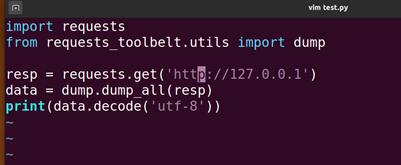 vim test.py
import requests
from requests_toolbelt.utils import dump
resp = requests.get('http://127.0.0.1')
data = dump.dump_all(resp)
print(data.decode('utf-8'))
~
~
~